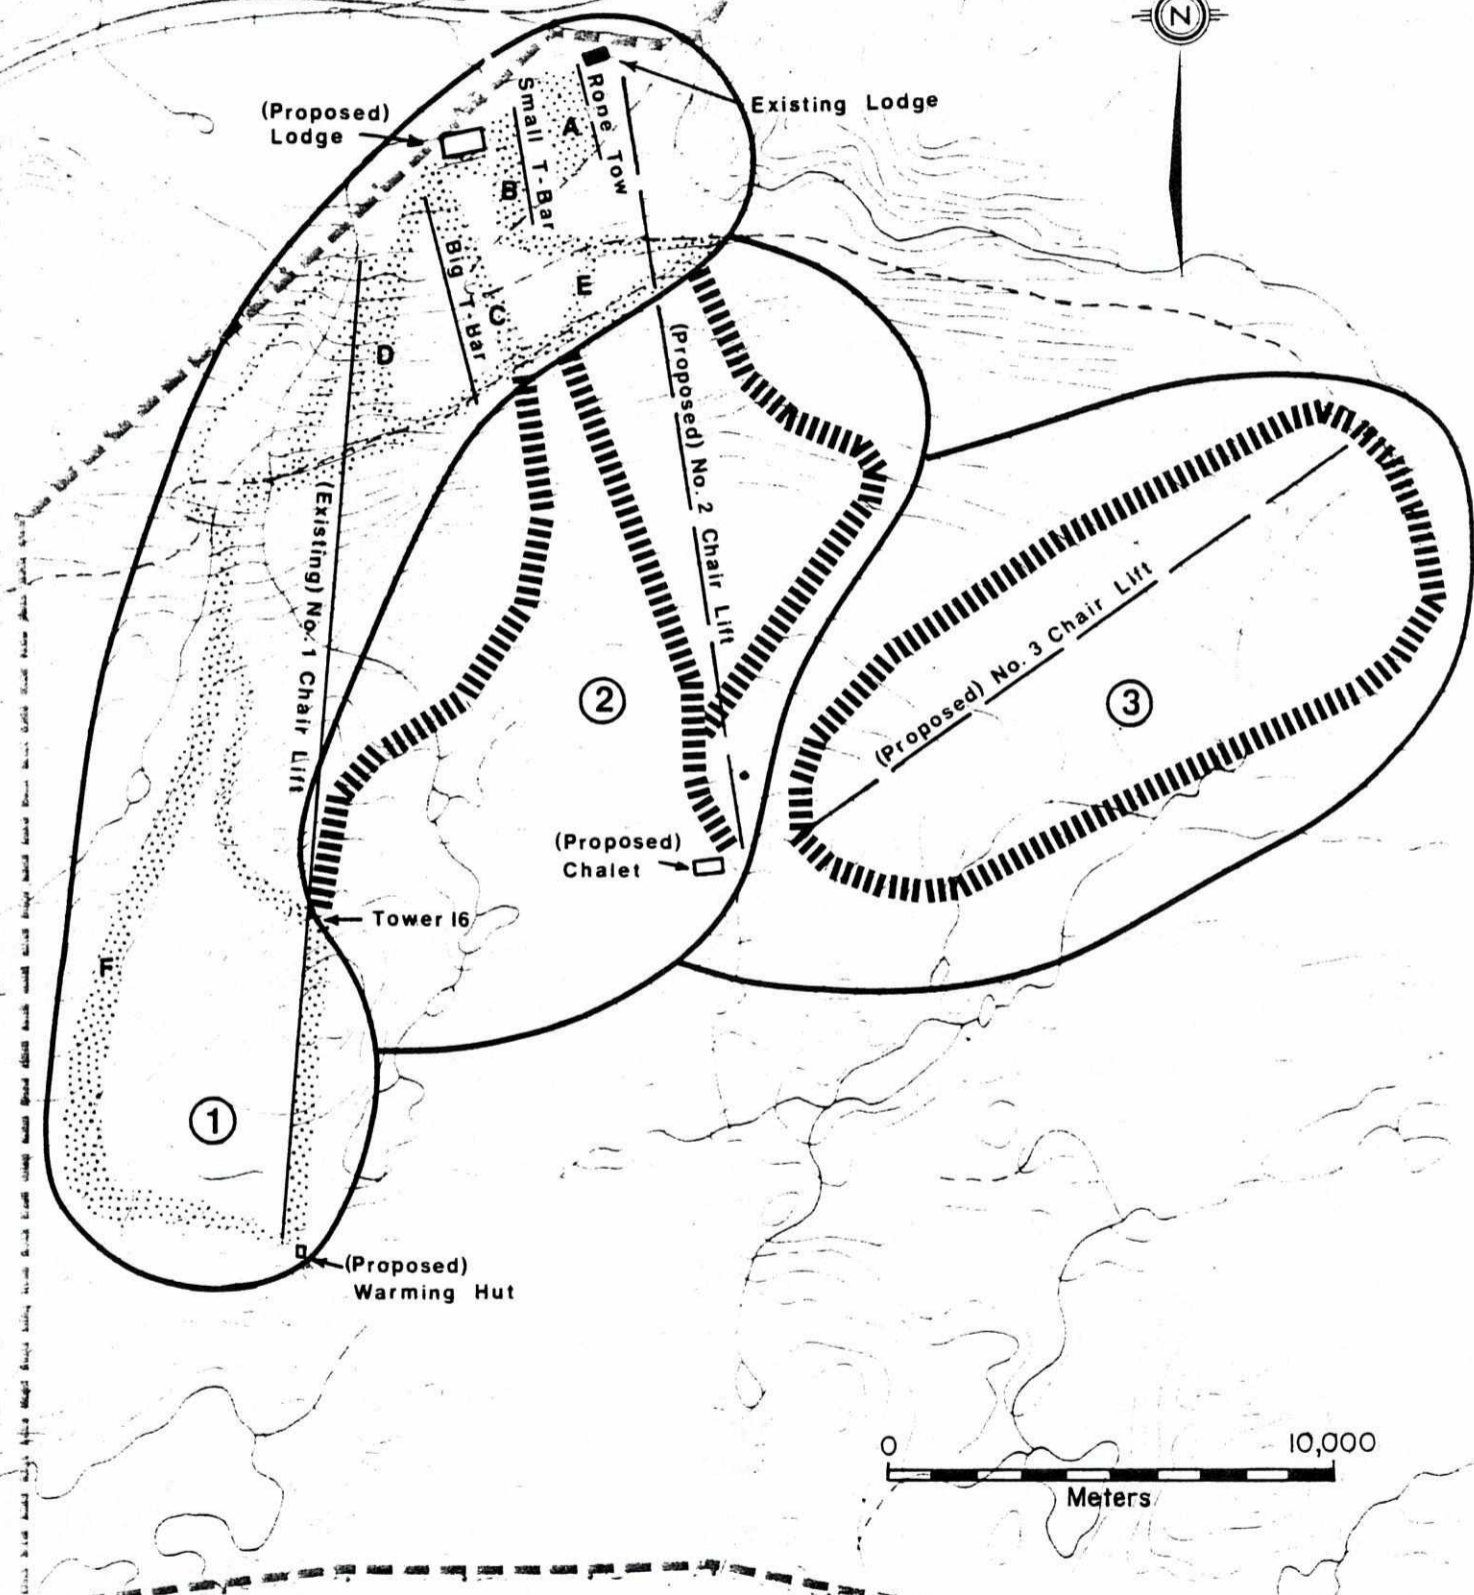 N
(Proposed)
Lodge
Existing Lodge
Rope Tow
Small T-Bar
A
B
Big T-Bar
C
E
D
(Proposed) No. 2 Chair Lift
(Existing) No. 1 Chair Lift
(Proposed) No. 3 Chair Lift
2
3
(Proposed)
Chalet
Tower 16
F
1
(Proposed)
Warming Hut
0 10,000
Meters